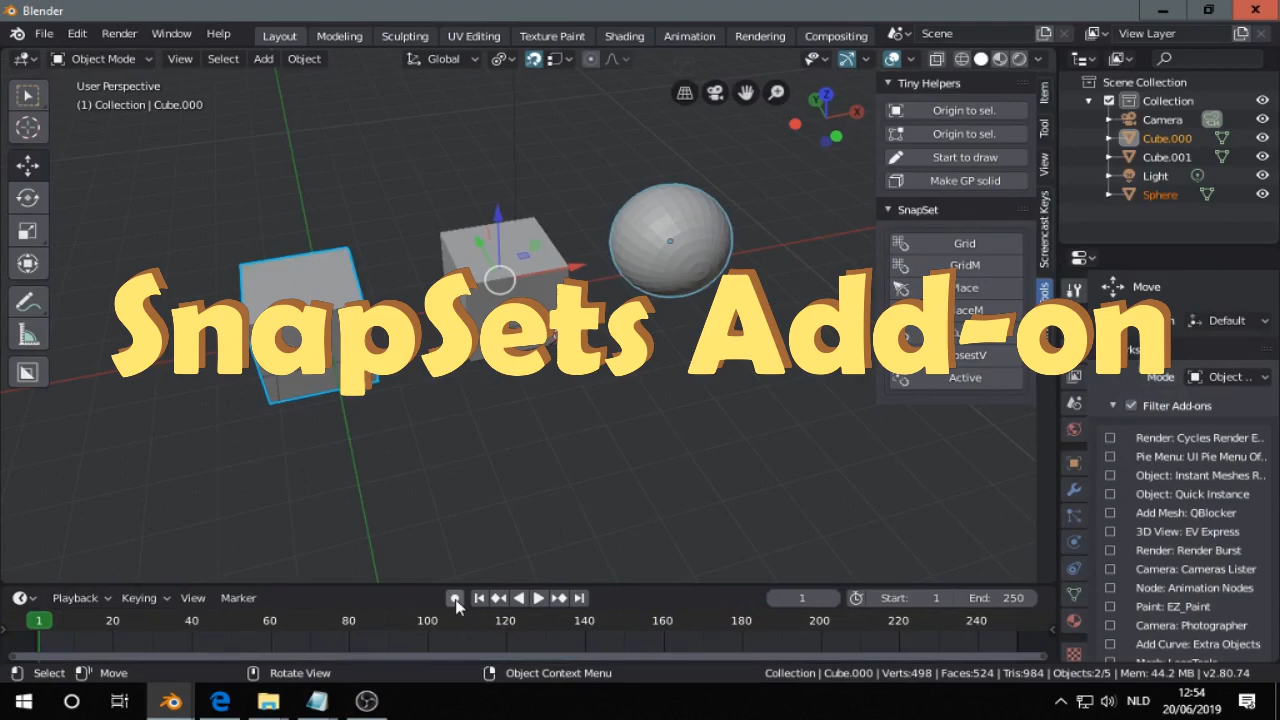 Blender
File Edit Render Window Help
Layout Modeling Sculpting UV Editing Texture Paint Shading Animation Rendering Compositing
Scene
View Layer
Object Mode View Select Add Object
Global
User Perspective
(1) Collection | Cube.000
Tiny Helpers
Origin to sel.
Origin to sel.
Start to draw
Make GP solid
SnapSet
Grid
GridM
Active
Item
Tool
View
Screencast Keys
Scene Collection
Collection
Camera
Cube.000
Cube.001
Light
Sphere
Z
Y
X
SnapSets Add-on
Move
Default
Mode Object ..
Filter Add-ons
Render: Cycles Render E..
Pie Menu: UI Pie Menu Of..
Object: Instant Meshes R..
Object: Quick Instance
Add Mesh: QBlocker
3D View: EV Express
Render: Render Burst
Camera: Cameras Lister
Node: Animation Nodes
Paint: EZ_Paint
Camera: Photographer
Add Curve: Extra Objects
Playback Keying View Marker
1 Start: 1 End: 250
1 20 40 60 80 100 120 140 160 180 200 220 240
Select Move Rotate View Object Context Menu
Collection | Cube.000 | Verts:498 | Faces:524 | Tris:984 | Objects:2/5 | Mem: 44.2 MB | v2.80.74
NLD
12:54
20/06/2019